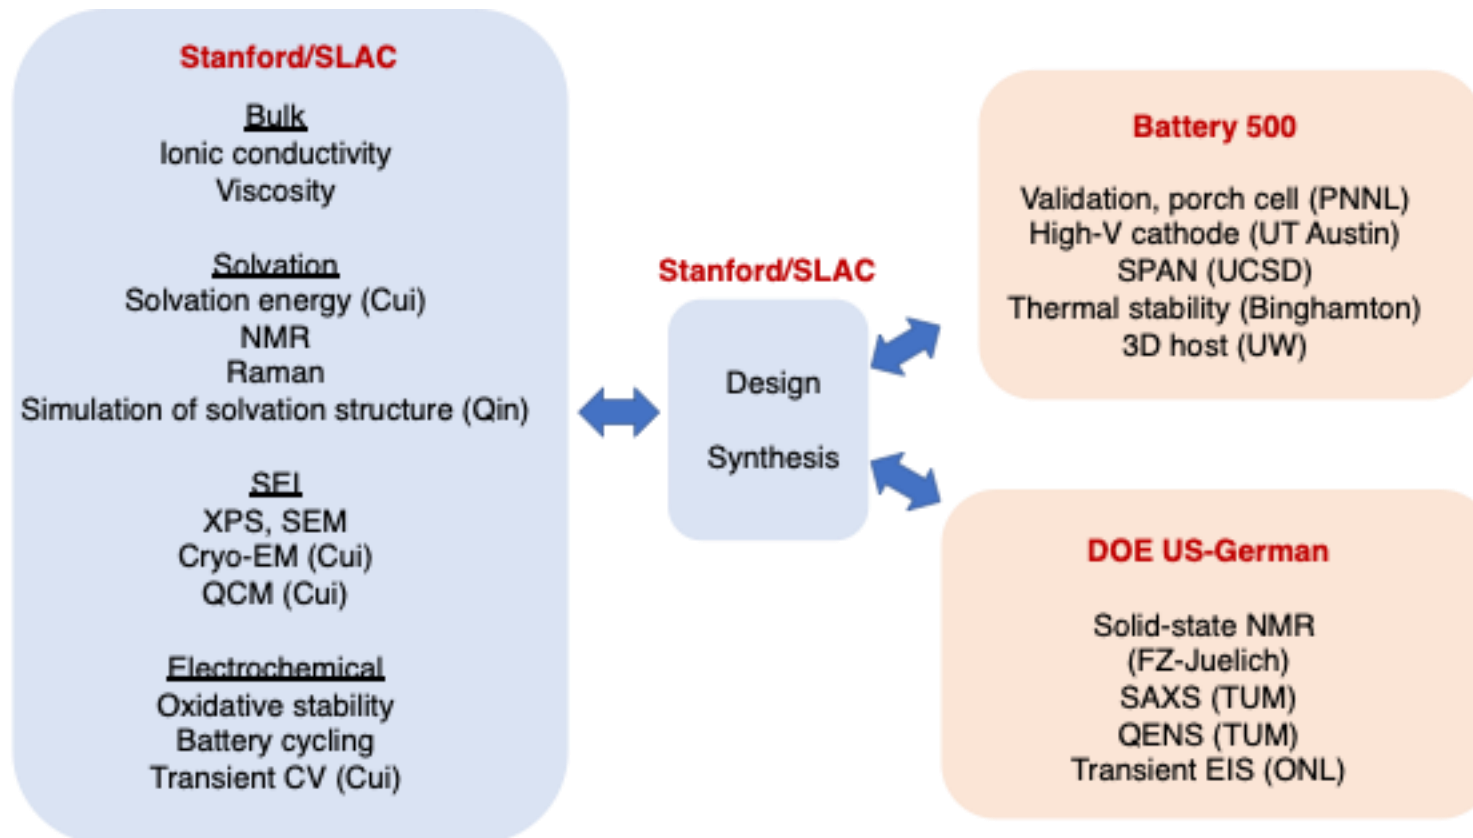 Stanford/SLAC
Bulk
Ionic conductivity
Viscosity
Solvation
Solvation energy (Cui)
NMR
Raman
Simulation of solvation structure (Qin)
SEI
XPS, SEM
Cryo-EM (Cui)
QCM (Cui)
Electrochemical
Oxidative stability
Battery cycling
Transient CV (Cui)
Stanford/SLAC
Design
Synthesis
Battery 500
Validation, porch cell (PNNL)
High-V cathode (UT Austin)
SPAN (UCSD)
Thermal stability (Binghamton)
3D host (UW)
DOE US-German
Solid-state NMR
(FZ-Juelich)
SAXS (TUM)
QENS (TUM)
Transient EIS (ONL)